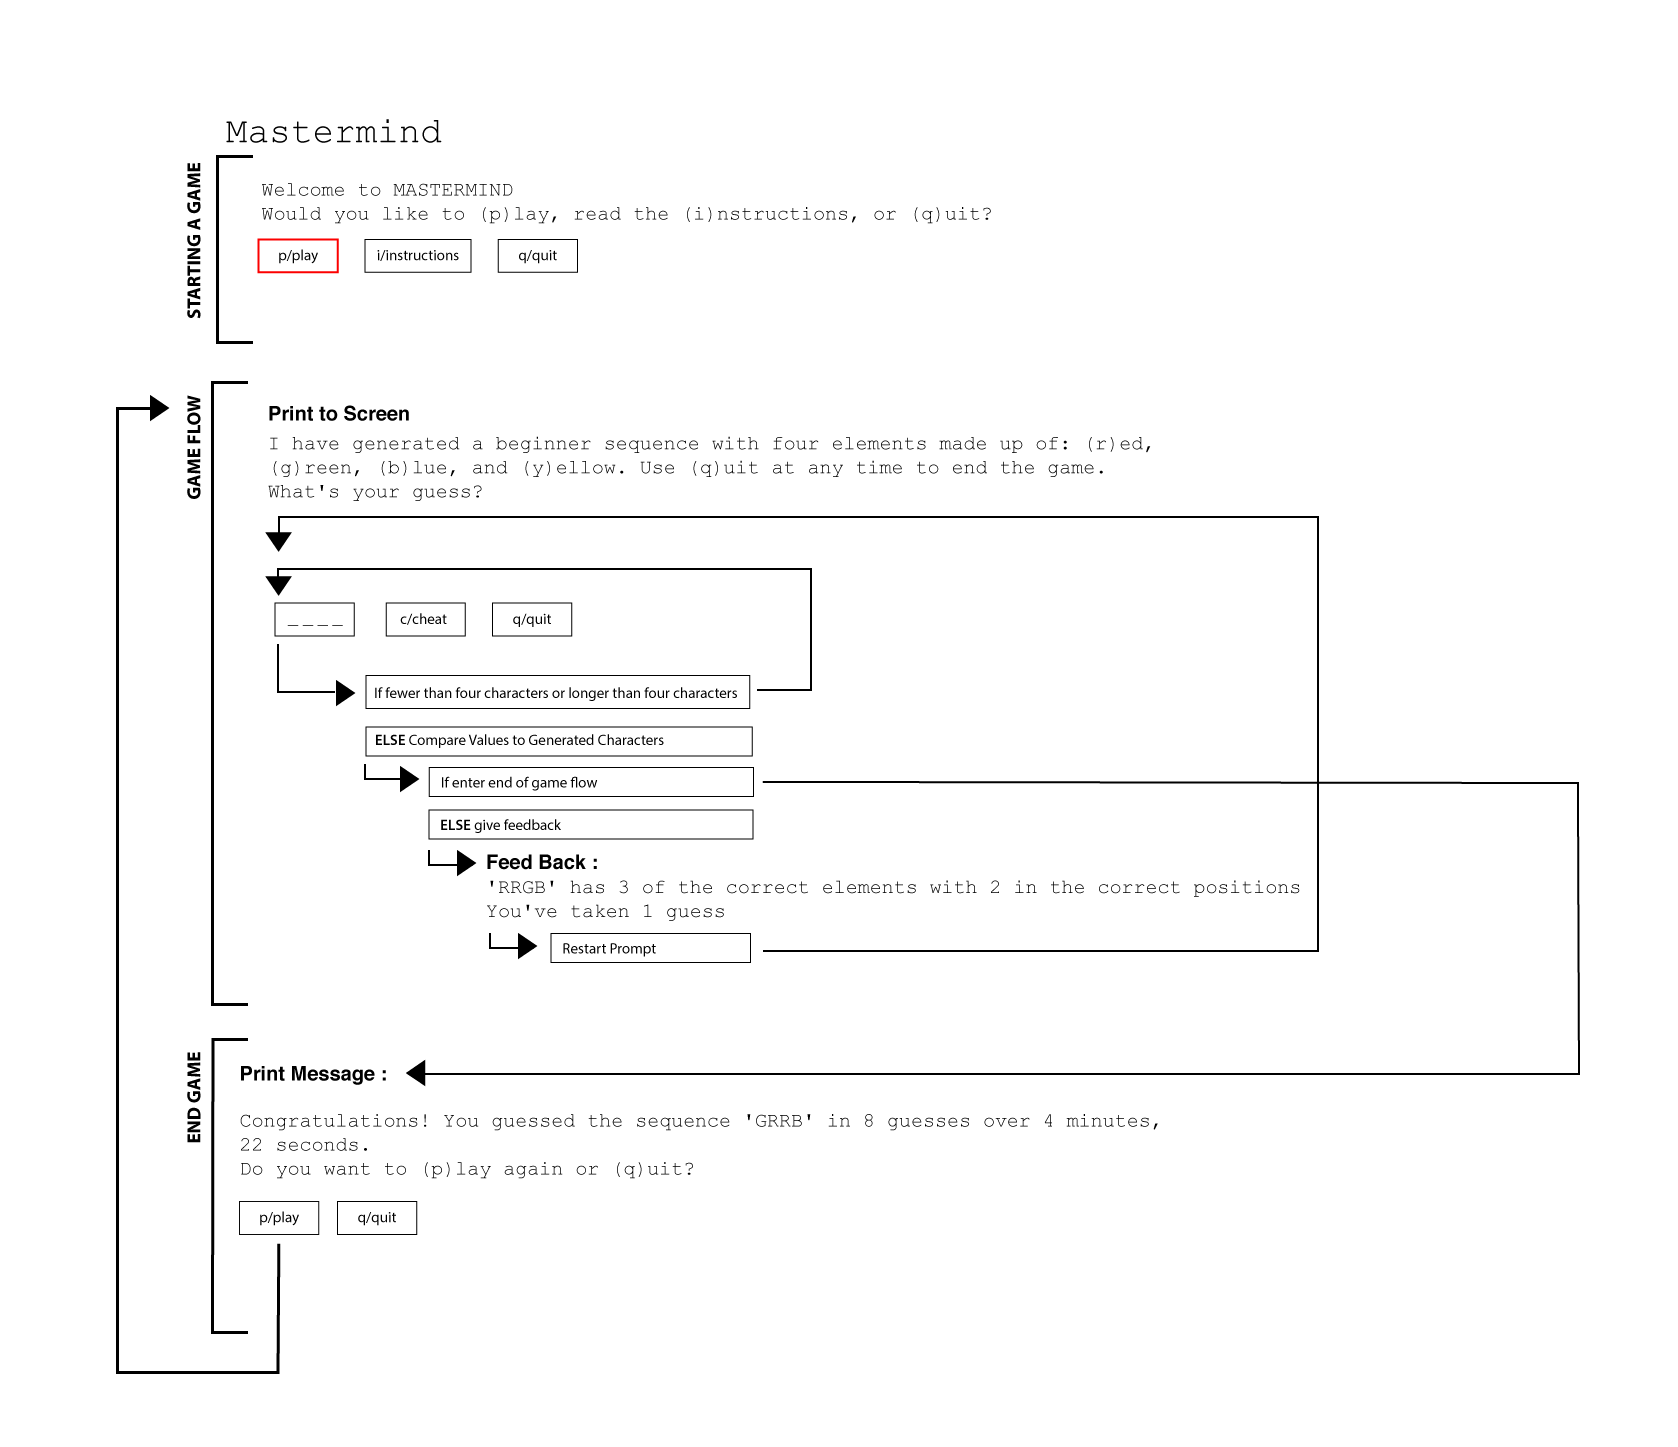 Mastermind
STARTING A GAME
Welcome to MASTERMIND
Would you like to (p)lay, read the (i)nstructions, or (q)uit?
p/play
i/instructions
q/quit
GAME FLOW
Print to Screen
I have generated a beginner sequence with four elements made up of: (r)ed,
(g)reen, (b)lue, and (y)ellow. Use (q)uit at any time to end the game.
What's your guess?
_ _ _ _
c/cheat
q/quit
If fewer than four characters or longer than four characters
ELSE Compare Values to Generated Characters
If enter end of game flow
ELSE give feedback
Feed Back :
'RRGB' has 3 of the correct elements with 2 in the correct positions
You've taken 1 guess
Restart Prompt
END GAME
Print Message :
Congratulations! You guessed the sequence 'GRRB' in 8 guesses over 4 minutes,
22 seconds.
Do you want to (p)lay again or (q)uit?
p/play
q/quit